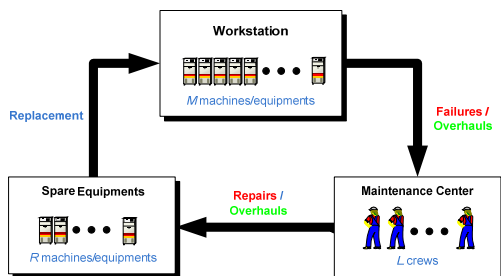 Workstation
M machines/equipments
Replacement
Failures /
Overhauls
Spare Equipments
R machines/equipments
Repairs /
Overhauls
Maintenance Center
L crews